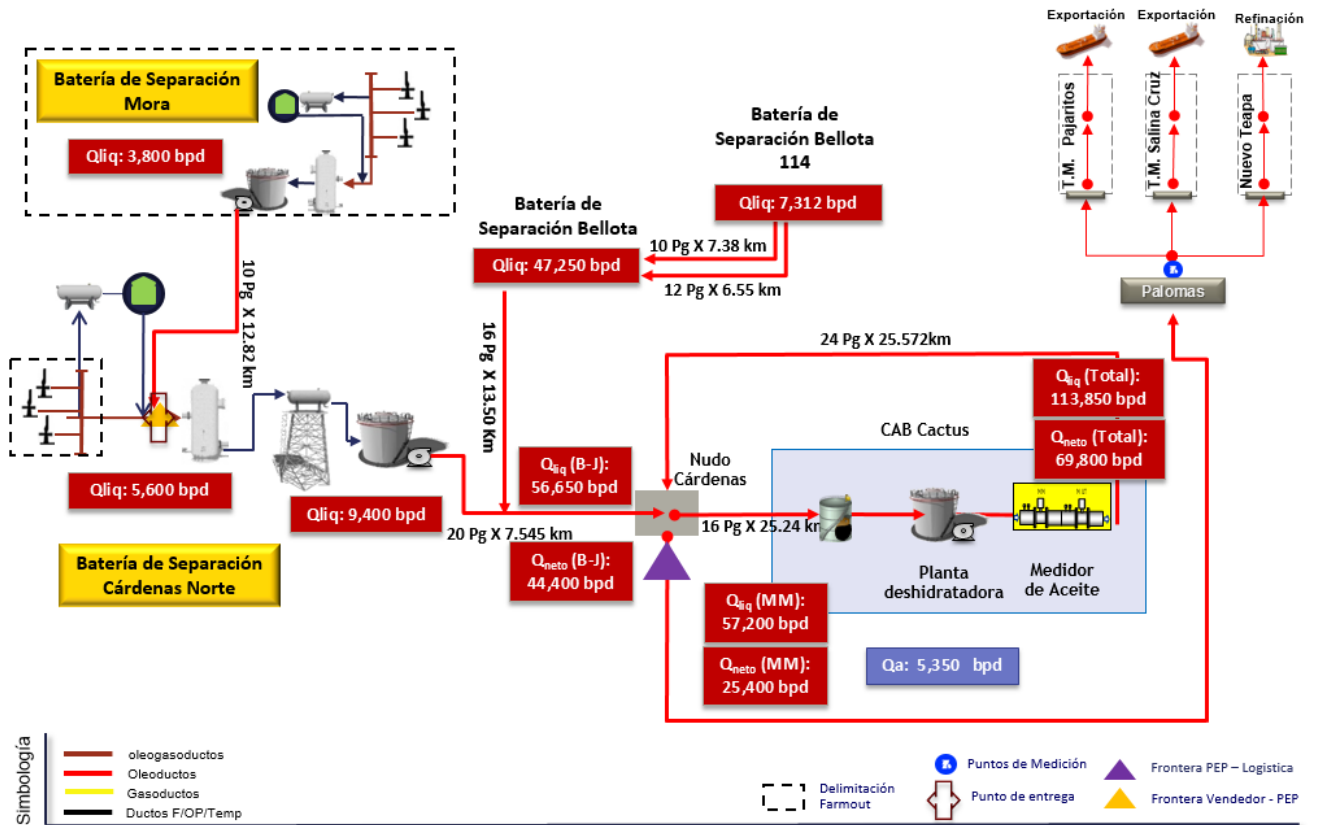 Exportación
Exportación
Refinación
T.M. Pajaritos
T.M. Salina Cruz
Nuevo Teapa
Palomas
Batería de Separación
Mora
Qliq: 3,800 bpd
10 Pg X 12.82 km
Batería de
Separación Bellota
114
Qliq: 7,312 bpd
Batería de
Separación Bellota
Qliq: 47,250 bpd
10 Pg X 7.38 km
12 Pg X 6.55 km
16 Pg X 13.50 Km
24 Pg X 25.572km
Qliq (Total):
113,850 bpd
Qneto (Total):
69,800 bpd
Qliq: 5,600 bpd
Qliq: 9,400 bpd
Batería de Separación
Cárdenas Norte
20 Pg X 7.545 km
Qliq (B-J):
56,650 bpd
Qneto (B-J):
44,400 bpd
Nudo
Cárdenas
16 Pg X 25.24 km
CAB Cactus
Planta
deshidratadora
Medidor
de Aceite
Qliq (MM):
57,200 bpd
Qneto (MM):
25,400 bpd
Qa: 5,350 bpd
Simbología
oleogasoductos
Oleoductos
Gasoductos
Ductos F/OP/Temp
Delimitación
Farmout
Puntos de Medición
Punto de entrega
Frontera PEP – Logistica
Frontera Vendedor - PEP